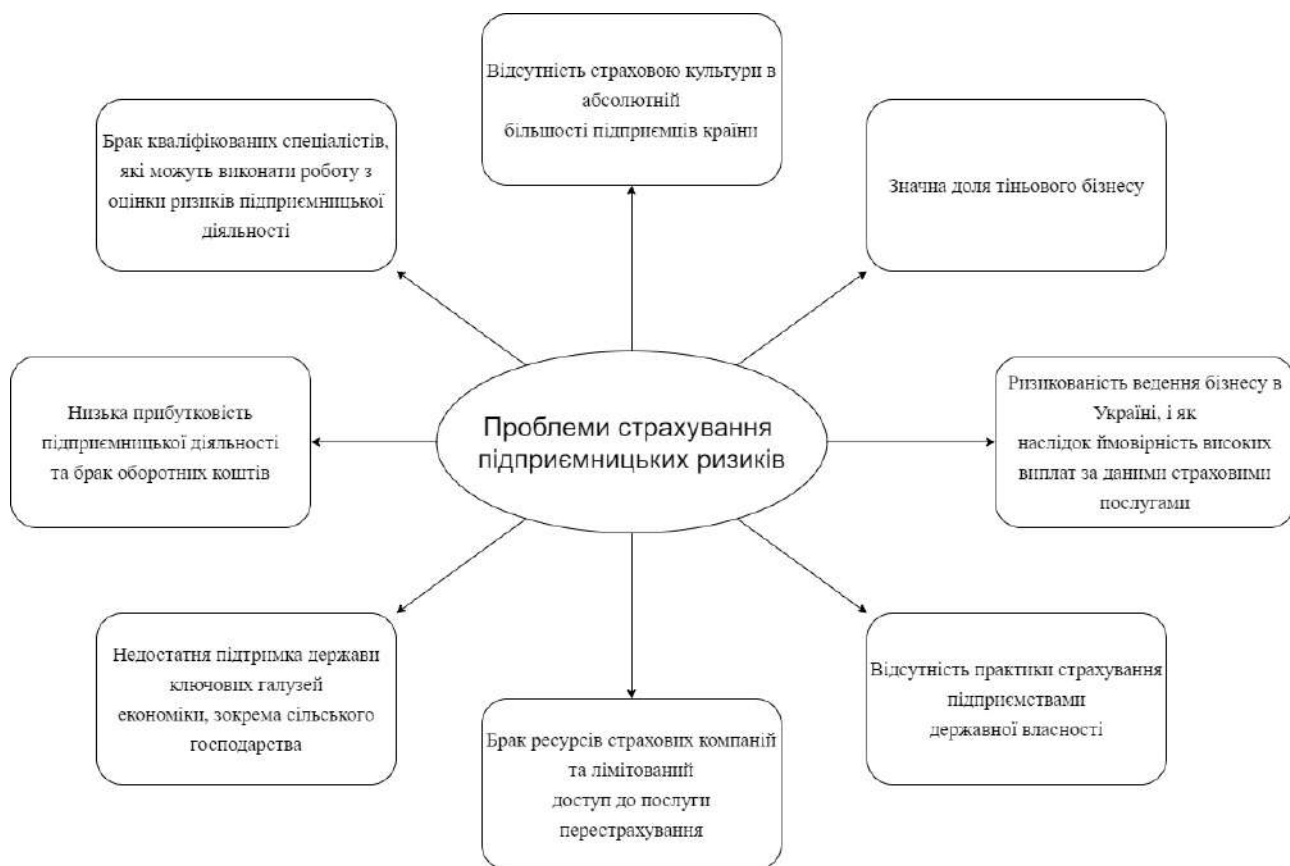 Відсутність страховою культури в
абсолютній
більшості підприємців країни
Брак кваліфікованих спеціалістів,
які можуть виконати роботу з
оцінки ризиків підприємницької
діяльності
Значна доля тіньового бізнесу
Низька прибутковість
підприємницької діяльності
та брак оборотних коштів
Проблеми страхування
підприємницьких ризиків
Ризикованість ведення бізнесу в
Україні, і як
наслідок ймовірність високих
виплат за даними страховими
послугами
Недостатня підтримка держави
ключових галузей
економіки, зокрема сільського
господарства
Брак ресурсів страхових компаній
та лімітований
доступ до послуги
перестрахування
Відсутність практики страхування
підприємствами
державної власності